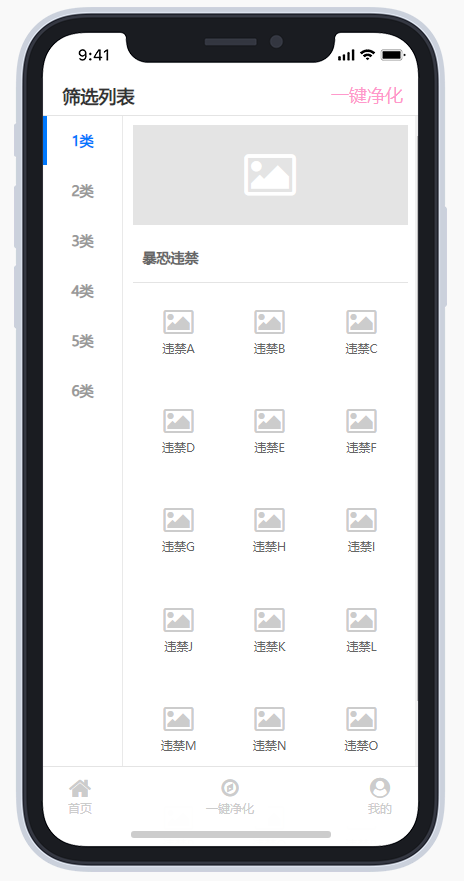 9:41
筛选列表 一键净化
1类
2类
3类
4类
5类
6类
暴恐违禁
违禁A 违禁B 违禁C
违禁D 违禁E 违禁F
违禁G 违禁H 违禁I
违禁J 违禁K 违禁L
违禁M 违禁N 违禁O
首页 一键净化 我的